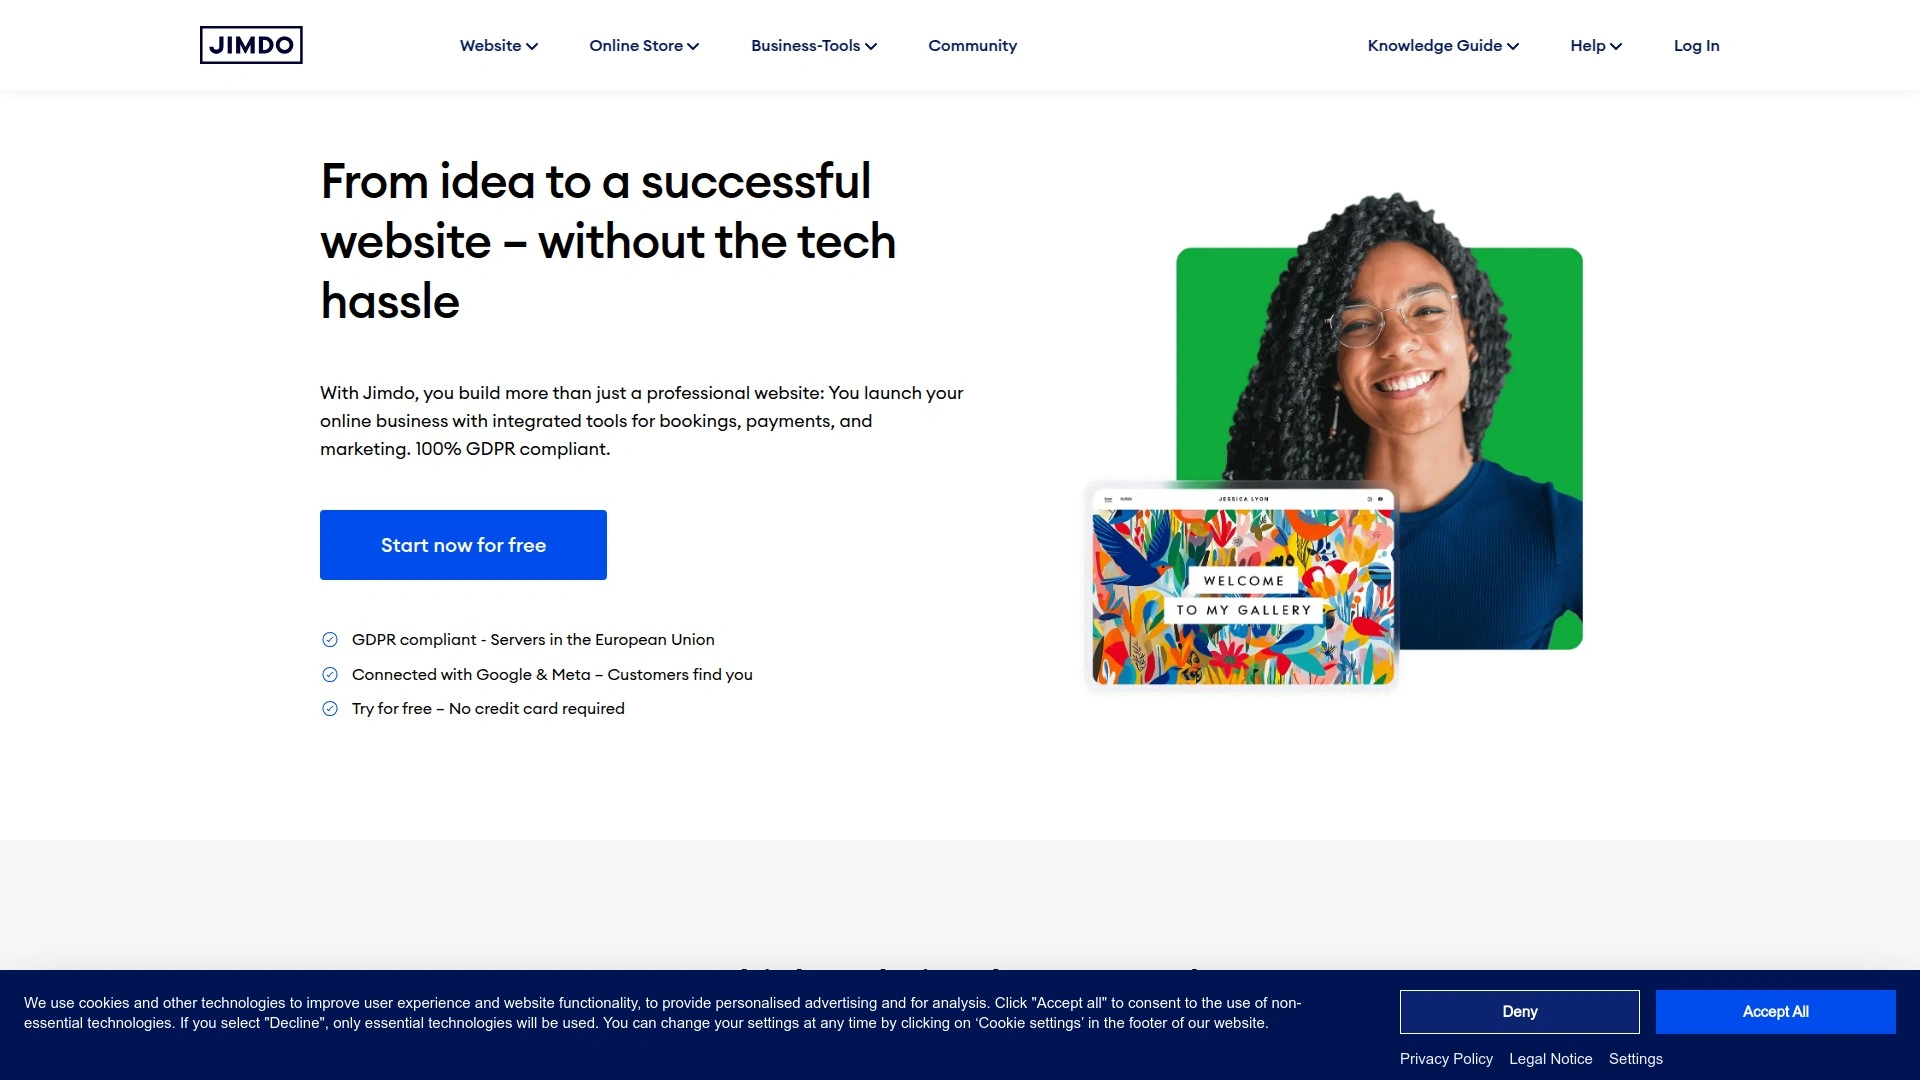 JIMDO
Website
Online Store
Business-Tools
Community
Knowledge Guide
Help
Log In
From idea to a successful
website – without the tech
hassle
With Jimdo, you build more than just a professional website: You launch your
online business with integrated tools for bookings, payments, and
marketing. 100% GDPR compliant.
Start now for free
GDPR compliant - Servers in the European Union
Connected with Google & Meta – Customers find you
Try for free – No credit card required
JESSICA LYON
WELCOME
TO MY GALLERY
We use cookies and other technologies to improve user experience and website functionality, to provide personalised advertising and for analysis. Click "Accept all" to consent to the use of non-
essential technologies. If you select "Decline", only essential technologies will be used. You can change your settings at any time by clicking on ‘Cookie settings’ in the footer of our website.
Deny
Accept All
Privacy Policy
Legal Notice
Settings